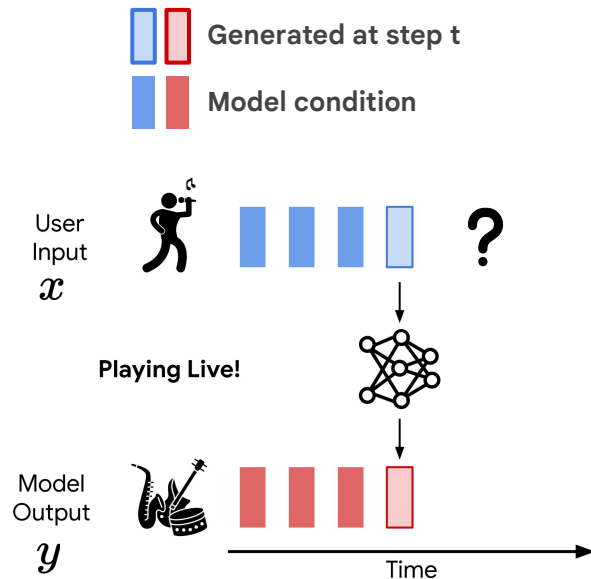 Generated at step t
Model condition
User
Input
x
?
Playing Live!
Model
Output
y
Time